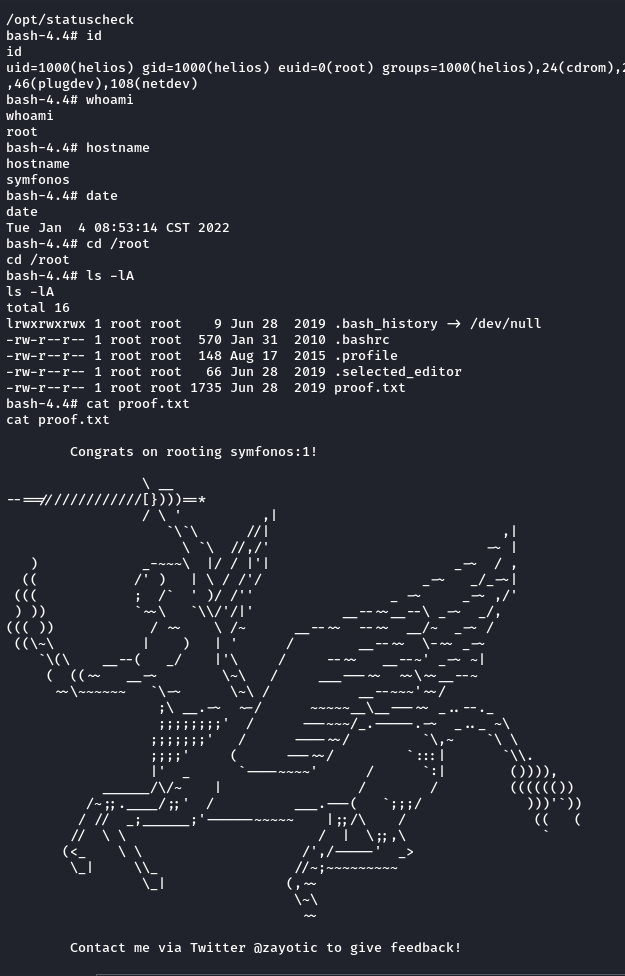 /opt/statuscheck
bash-4.4# id
id
uid=1000(helios) gid=1000(helios) euid=0(root) groups=1000(helios),24(cdrom),2
,46(plugdev),108(netdev)
bash-4.4# whoami
whoami
root
bash-4.4# hostname
hostname
symfonos
bash-4.4# date
date
Tue Jan  4 08:53:14 CST 2022
bash-4.4# cd /root
cd /root
bash-4.4# ls -lA
ls -lA
total 16
lrwxrwxrwx 1 root root    9 Jun 28  2019 .bash_history -> /dev/null
-rw-r--r-- 1 root root  570 Jan 31  2010 .bashrc
-rw-r--r-- 1 root root  148 Aug 17  2015 .profile
-rw-r--r-- 1 root root   66 Jun 28  2019 .selected_editor
-rw-r--r-- 1 root root 1735 Jun 28  2019 proof.txt
bash-4.4# cat proof.txt
cat proof.txt
Congrats on rooting symfonos:1!
Contact me via Twitter @zayotic to give feedback!